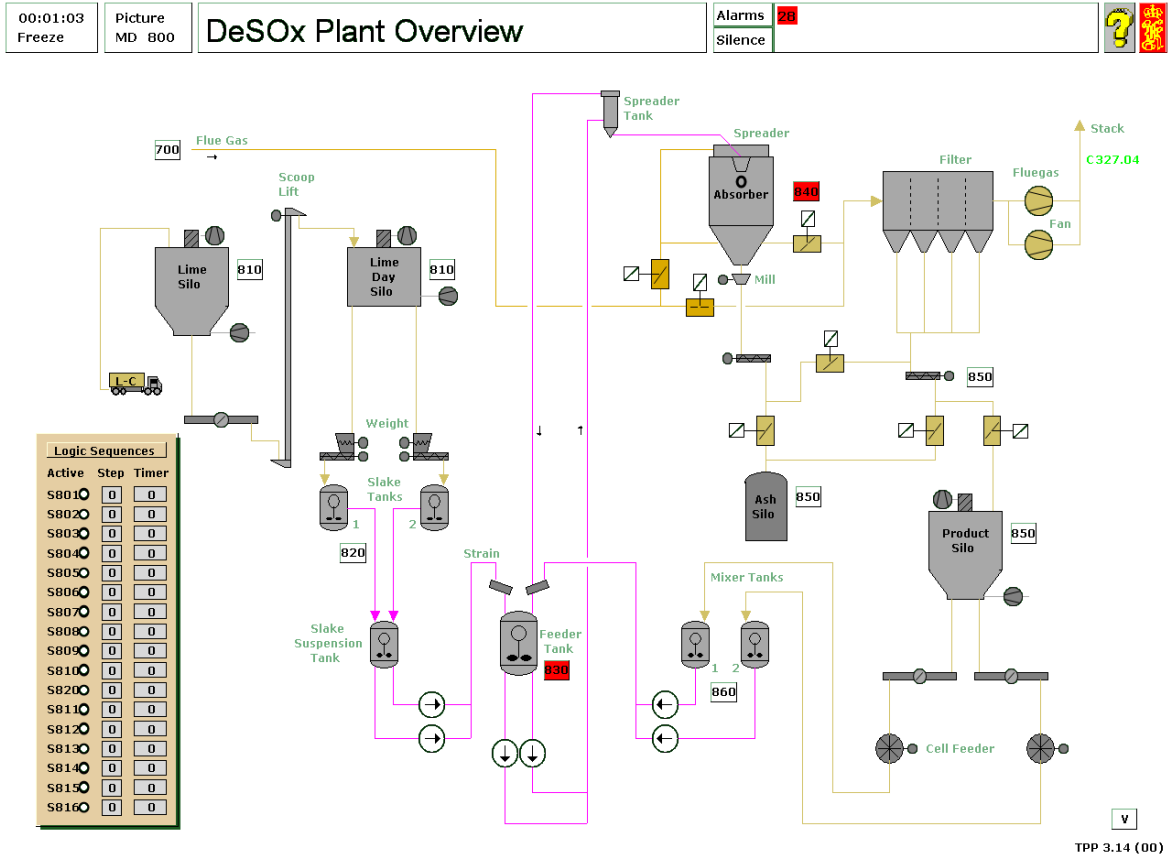 00:01:03
Freeze
Picture
MD 800
DeSOx Plant Overview
Alarms
28
Silence
?
Spreader
Tank
Spreader
Stack
C327.04
Flue Gas
700
Filter
Fluegas
Fan
Scoop
Lift
Absorber
840
Lime
Silo
810
Lime
Day
Silo
810
Mill
L-C
850
Weight
Logic Sequences
Active Step Timer
S801 0 0
S802 0 0
S803 0 0
S804 0 0
S805 0 0
S806 0 0
S807 0 0
S808 0 0
S809 0 0
S810 0 0
S820 0 0
S811 0 0
S812 0 0
S813 0 0
S814 0 0
S815 0 0
S816 0 0
Slake
Tanks
1
2
820
Ash
Silo
850
Product
Silo
850
Strain
Mixer Tanks
Slake
Suspension
Tank
Feeder
Tank
830
1
2
860
Cell Feeder
V
TPP 3.14 (00)